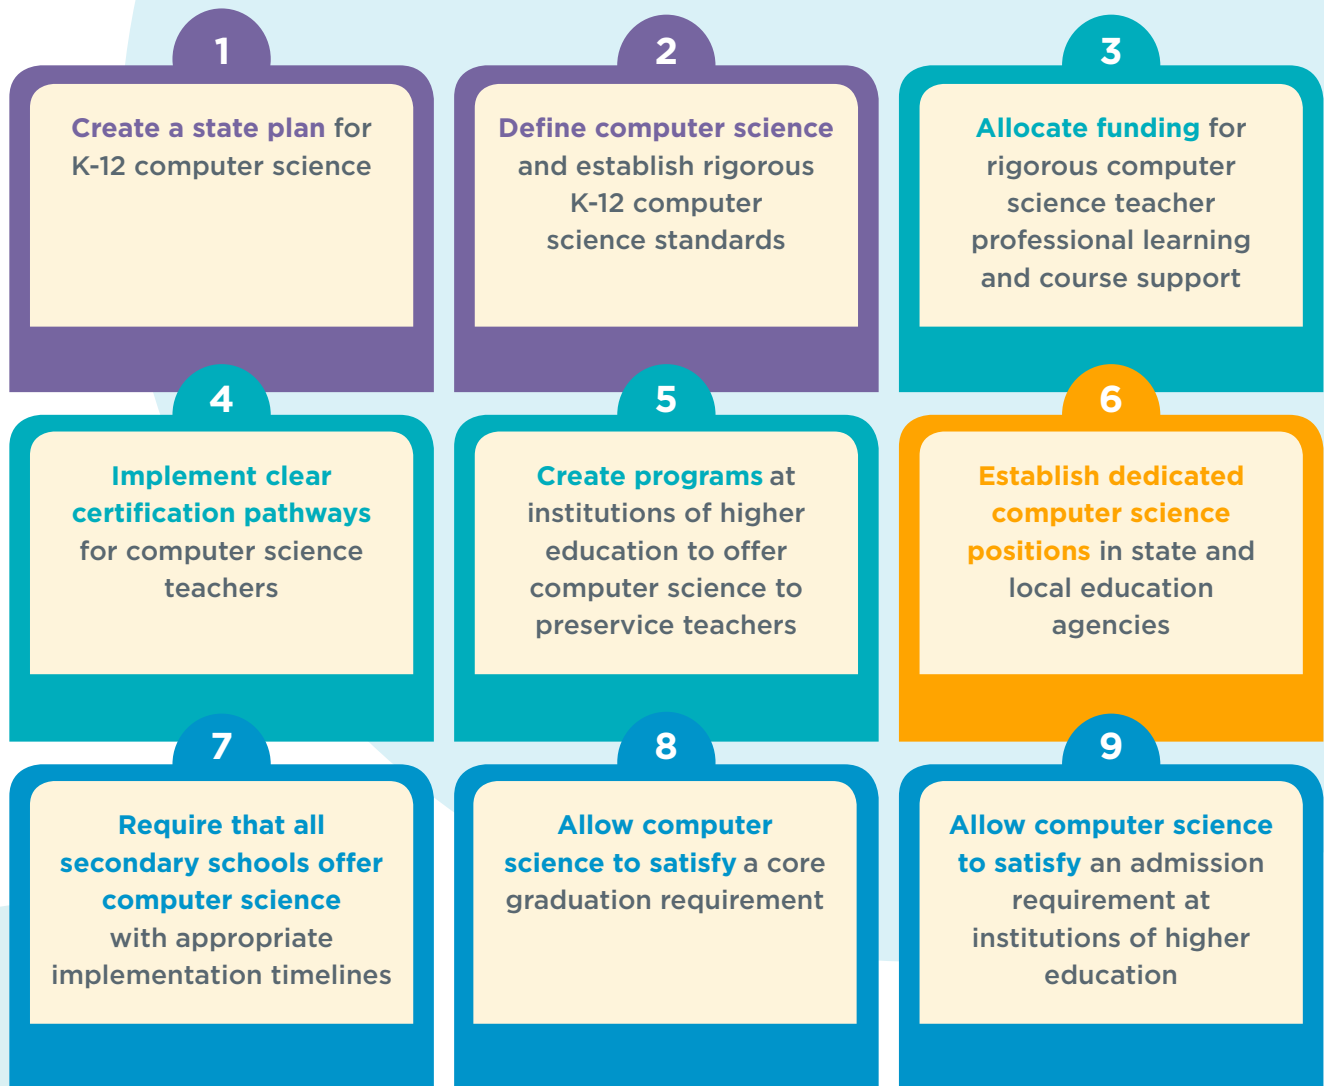 1
Create a state plan for
K-12 computer science
2
Define computer science
and establish rigorous
K-12 computer
science standards
3
Allocate funding for
rigorous computer
science teacher
professional learning
and course support
4
Implement clear
certification pathways
for computer science
teachers
5
Create programs at
institutions of higher
education to offer
computer science to
preservice teachers
6
Establish dedicated
computer science
positions in state and
local education
agencies
7
Require that all
secondary schools offer
computer science
with appropriate
implementation timelines
8
Allow computer
science to satisfy a core
graduation requirement
9
Allow computer science
to satisfy an admission
requirement at
institutions of higher
education